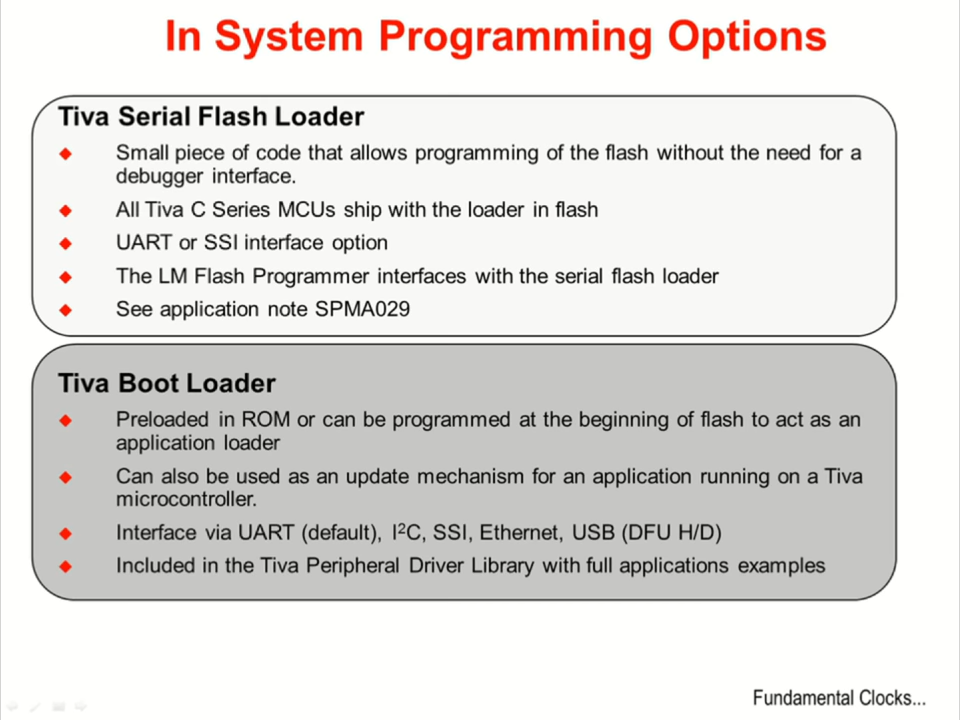 In System Programming Options
Tiva Serial Flash Loader
Small piece of code that allows programming of the flash without the need for a
debugger interface.
All Tiva C Series MCUs ship with the loader in flash
UART or SSI interface option
The LM Flash Programmer interfaces with the serial flash loader
See application note SPMA029
Tiva Boot Loader
Preloaded in ROM or can be programmed at the beginning of flash to act as an
application loader
Can also be used as an update mechanism for an application running on a Tiva
microcontroller.
Interface via UART (default), I²C, SSI, Ethernet, USB (DFU H/D)
Included in the Tiva Peripheral Driver Library with full applications examples
Fundamental Clocks...